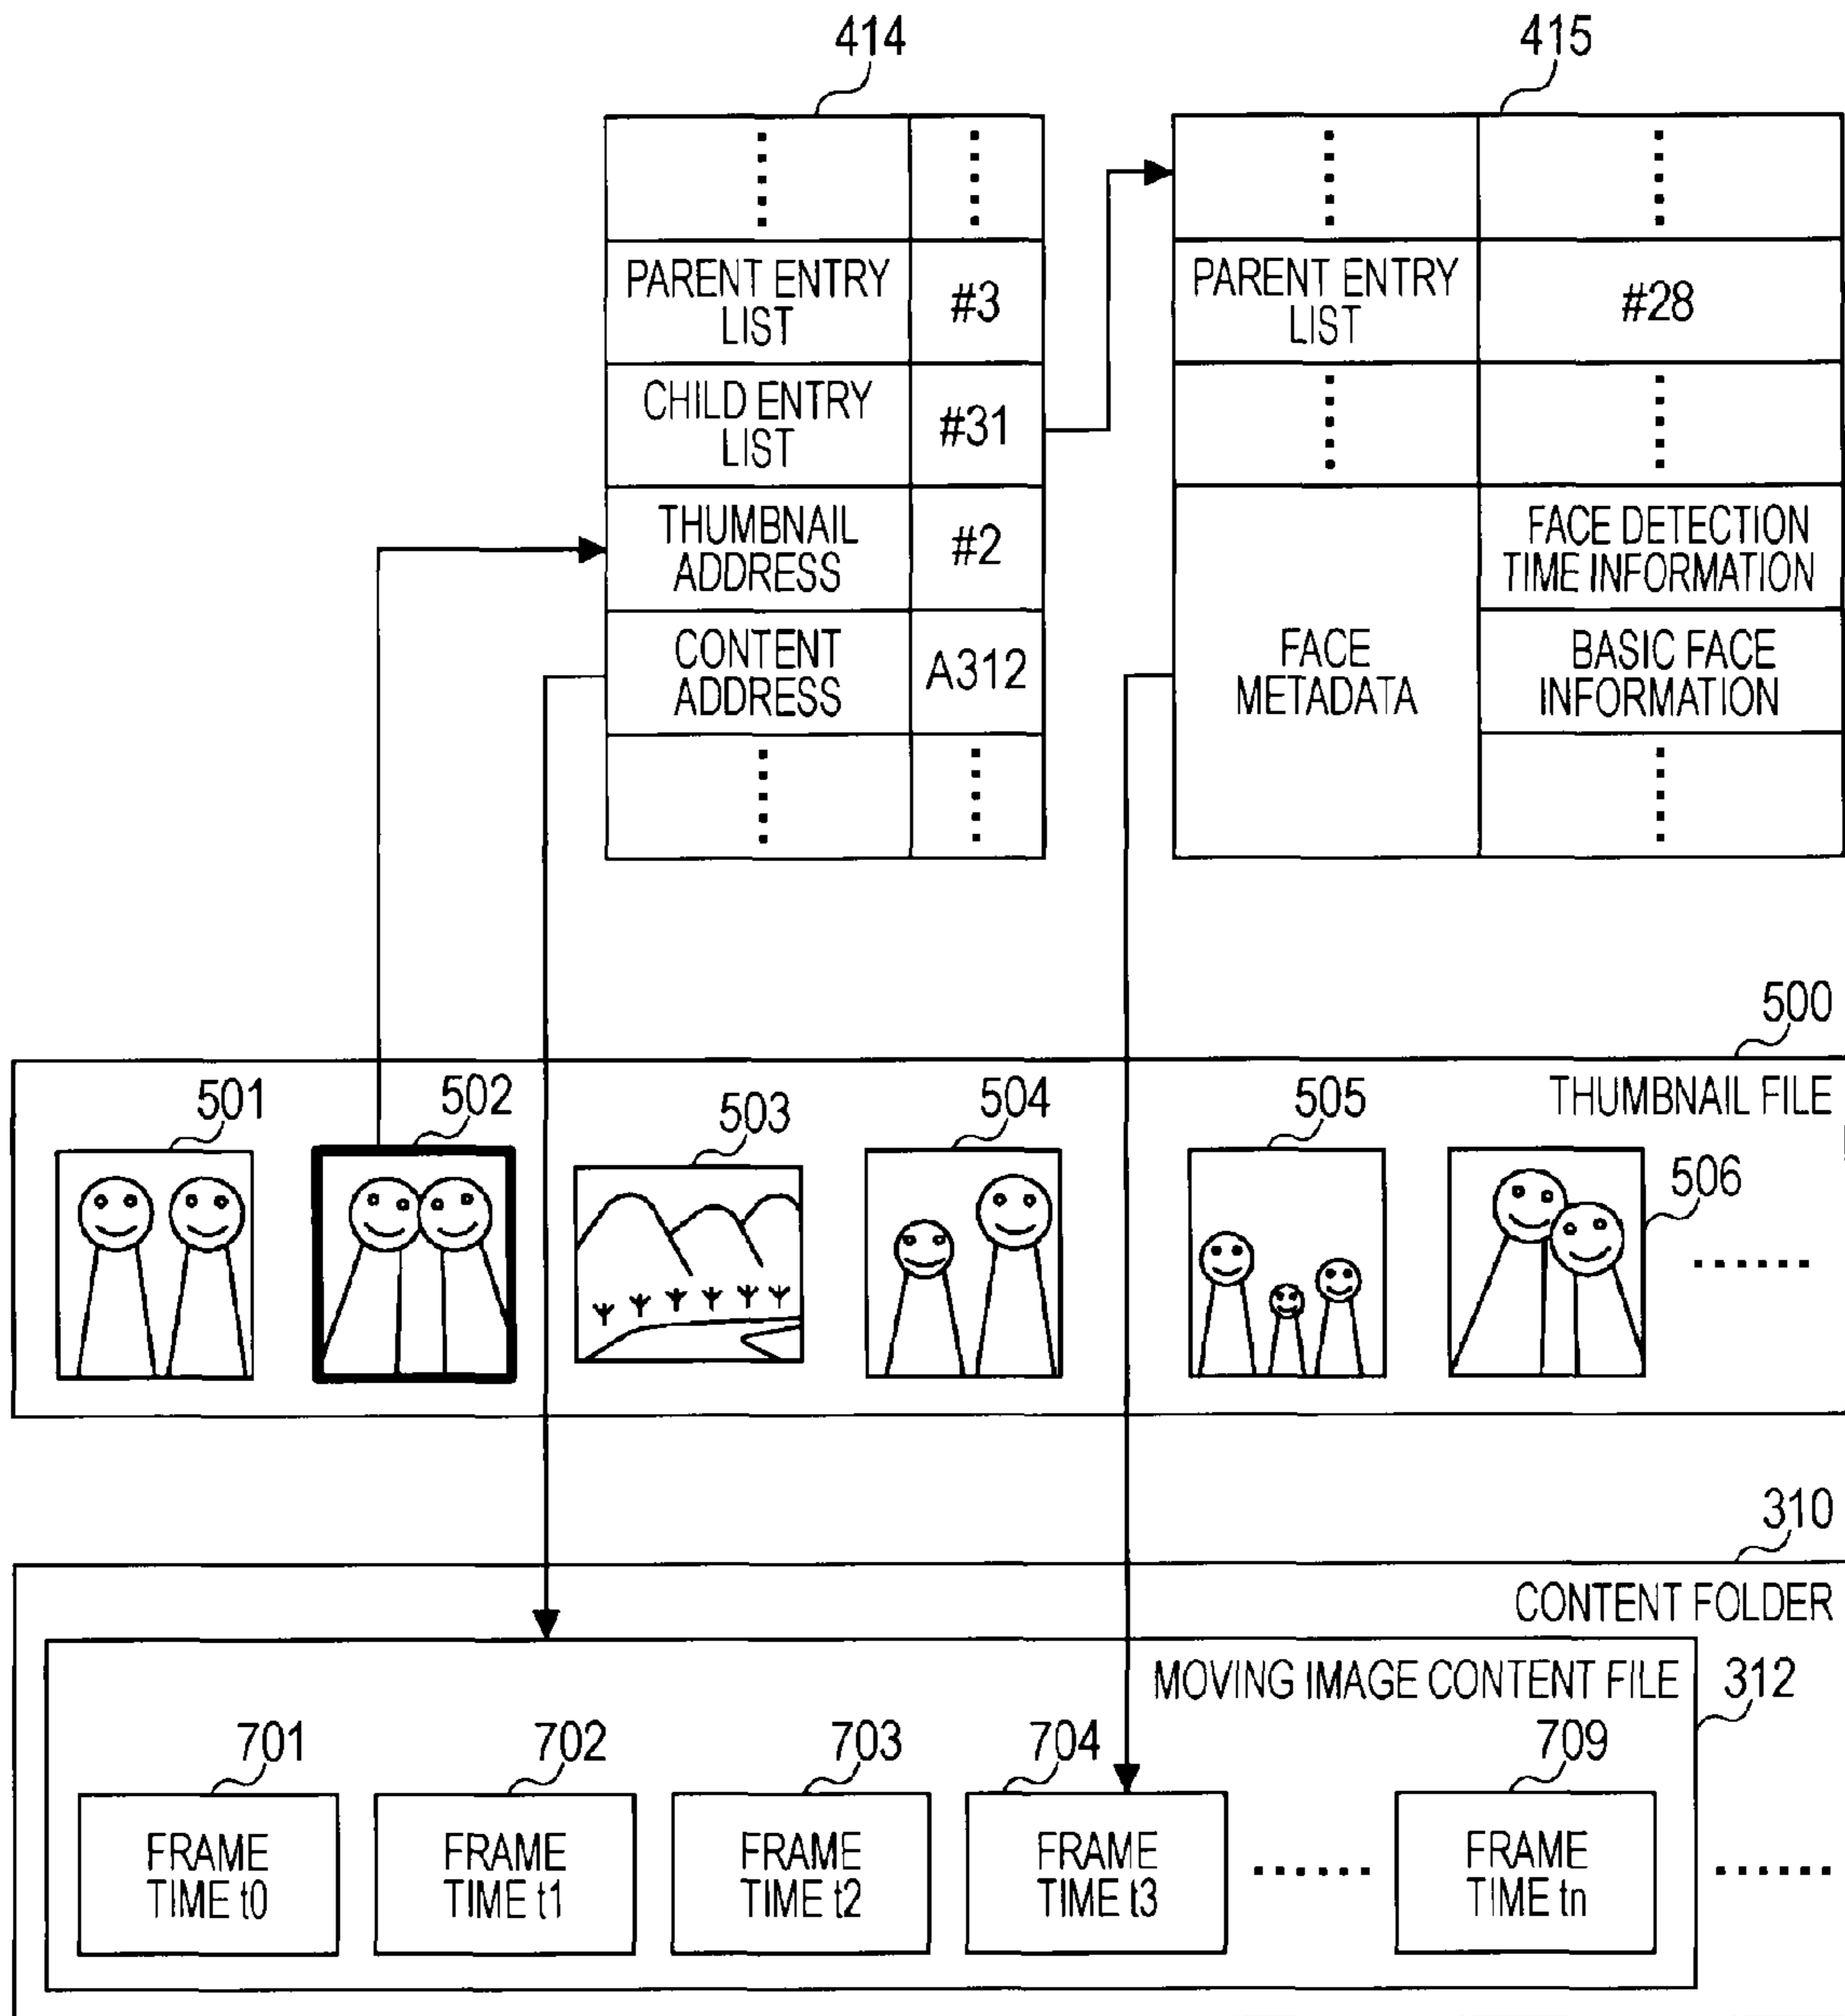 414
415
PARENT ENTRY
LIST
#3
CHILD ENTRY
LIST
#31
THUMBNAIL
ADDRESS
#2
CONTENT
ADDRESS
A312
PARENT ENTRY
LIST
#28
FACE
METADATA
FACE DETECTION
TIME INFORMATION
BASIC FACE
INFORMATION
500
THUMBNAIL FILE
501
502
503
504
505
506
310
CONTENT FOLDER
MOVING IMAGE CONTENT FILE
312
701
702
703
704
709
FRAME
TIME t0
FRAME
TIME t1
FRAME
TIME t2
FRAME
TIME t3
FRAME
TIME tn